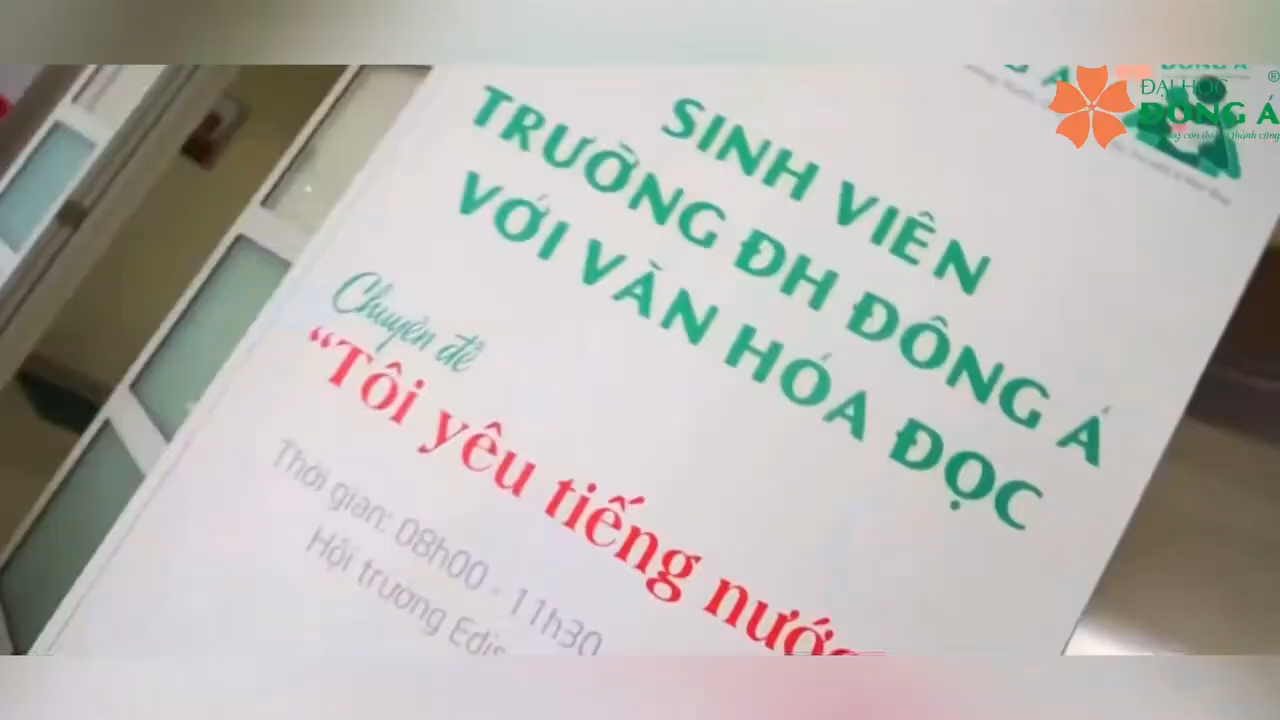 SINH VIÊN
TRƯỜNG ĐH ĐÔNG Á
VỚI VĂN HÓA ĐỌC
Chuyên đề
“Tôi yêu tiếng nước
Thời gian: 08h00 - 11h30
Hội trường Edis
ĐẠI HỌC
ĐÔNG Á